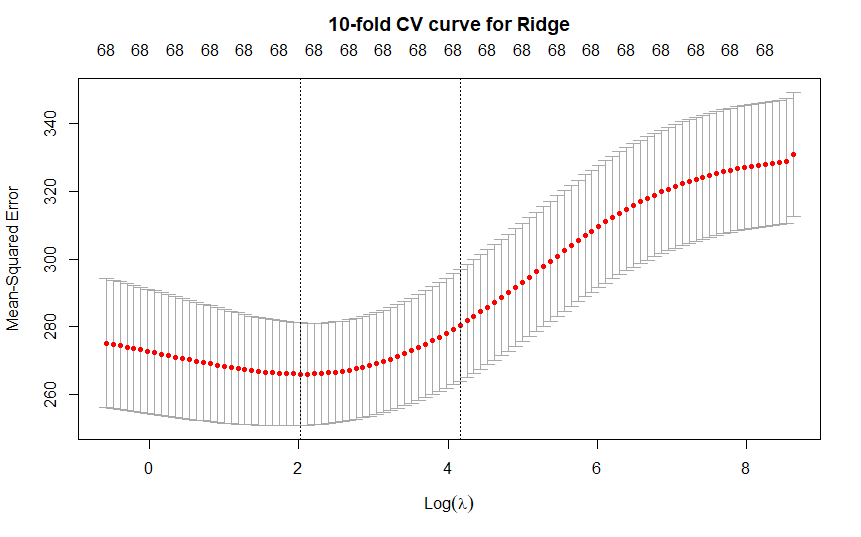 10-fold CV curve for Ridge
68 68 68 68 68 68 68 68 68 68 68 68 68 68 68 68 68 68 68 68
340
320
300
280
260
Mean-Squared Error
0 2 4 6 8
Log(λ)